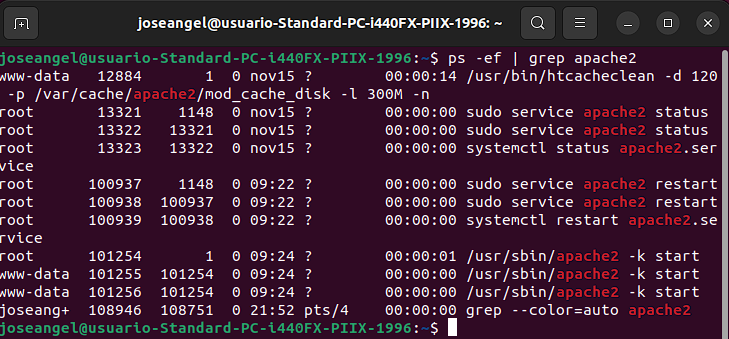 joseangel@usuario-Standard-PC-i440FX-PIIX-1996: ~
joseangel@usuario-Standard-PC-i440FX-PIIX-1996:~$ ps -ef | grep apache2
www-data   12884       1  0 nov15 ?        00:00:14 /usr/bin/htcacheclean -d 120
 -p /var/cache/apache2/mod_cache_disk -l 300M -n
root       13321    1148  0 nov15 ?        00:00:00 sudo service apache2 status
root       13322   13321  0 nov15 ?        00:00:00 sudo service apache2 status
root       13323   13322  0 nov15 ?        00:00:00 systemctl status apache2.ser
vice
root      100937    1148  0 09:22 ?        00:00:00 sudo service apache2 restart
root      100938  100937  0 09:22 ?        00:00:00 sudo service apache2 restart
root      100939  100938  0 09:22 ?        00:00:00 systemctl restart apache2.se
rvice
root      101254       1  0 09:24 ?        00:00:01 /usr/sbin/apache2 -k start
www-data  101255  101254  0 09:24 ?        00:00:00 /usr/sbin/apache2 -k start
www-data  101256  101254  0 09:24 ?        00:00:00 /usr/sbin/apache2 -k start
joseang+  108946  108751  0 21:52 pts/4    00:00:00 grep --color=auto apache2
joseangel@usuario-Standard-PC-i440FX-PIIX-1996:~$